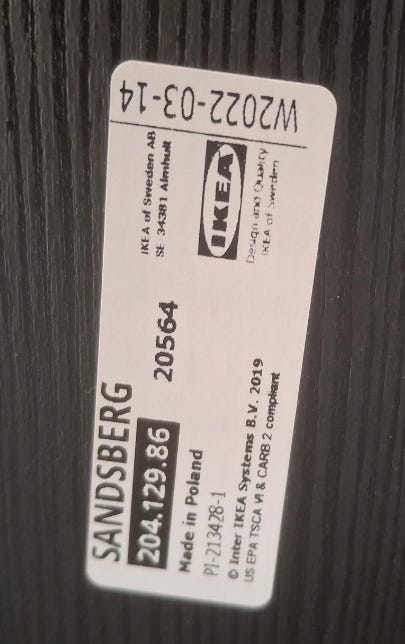 SANDSBERG
204.129.86
20564
Made in Poland
PI-213428-1
© Inter IKEA Systems B.V. 2019
US EPA TSCA VI & CARB 2 compliant
IKEA of Sweden AB
SE-34381 Älmhult
IKEA
Design and Quality
IKEA of Sweden
W2022-03-14